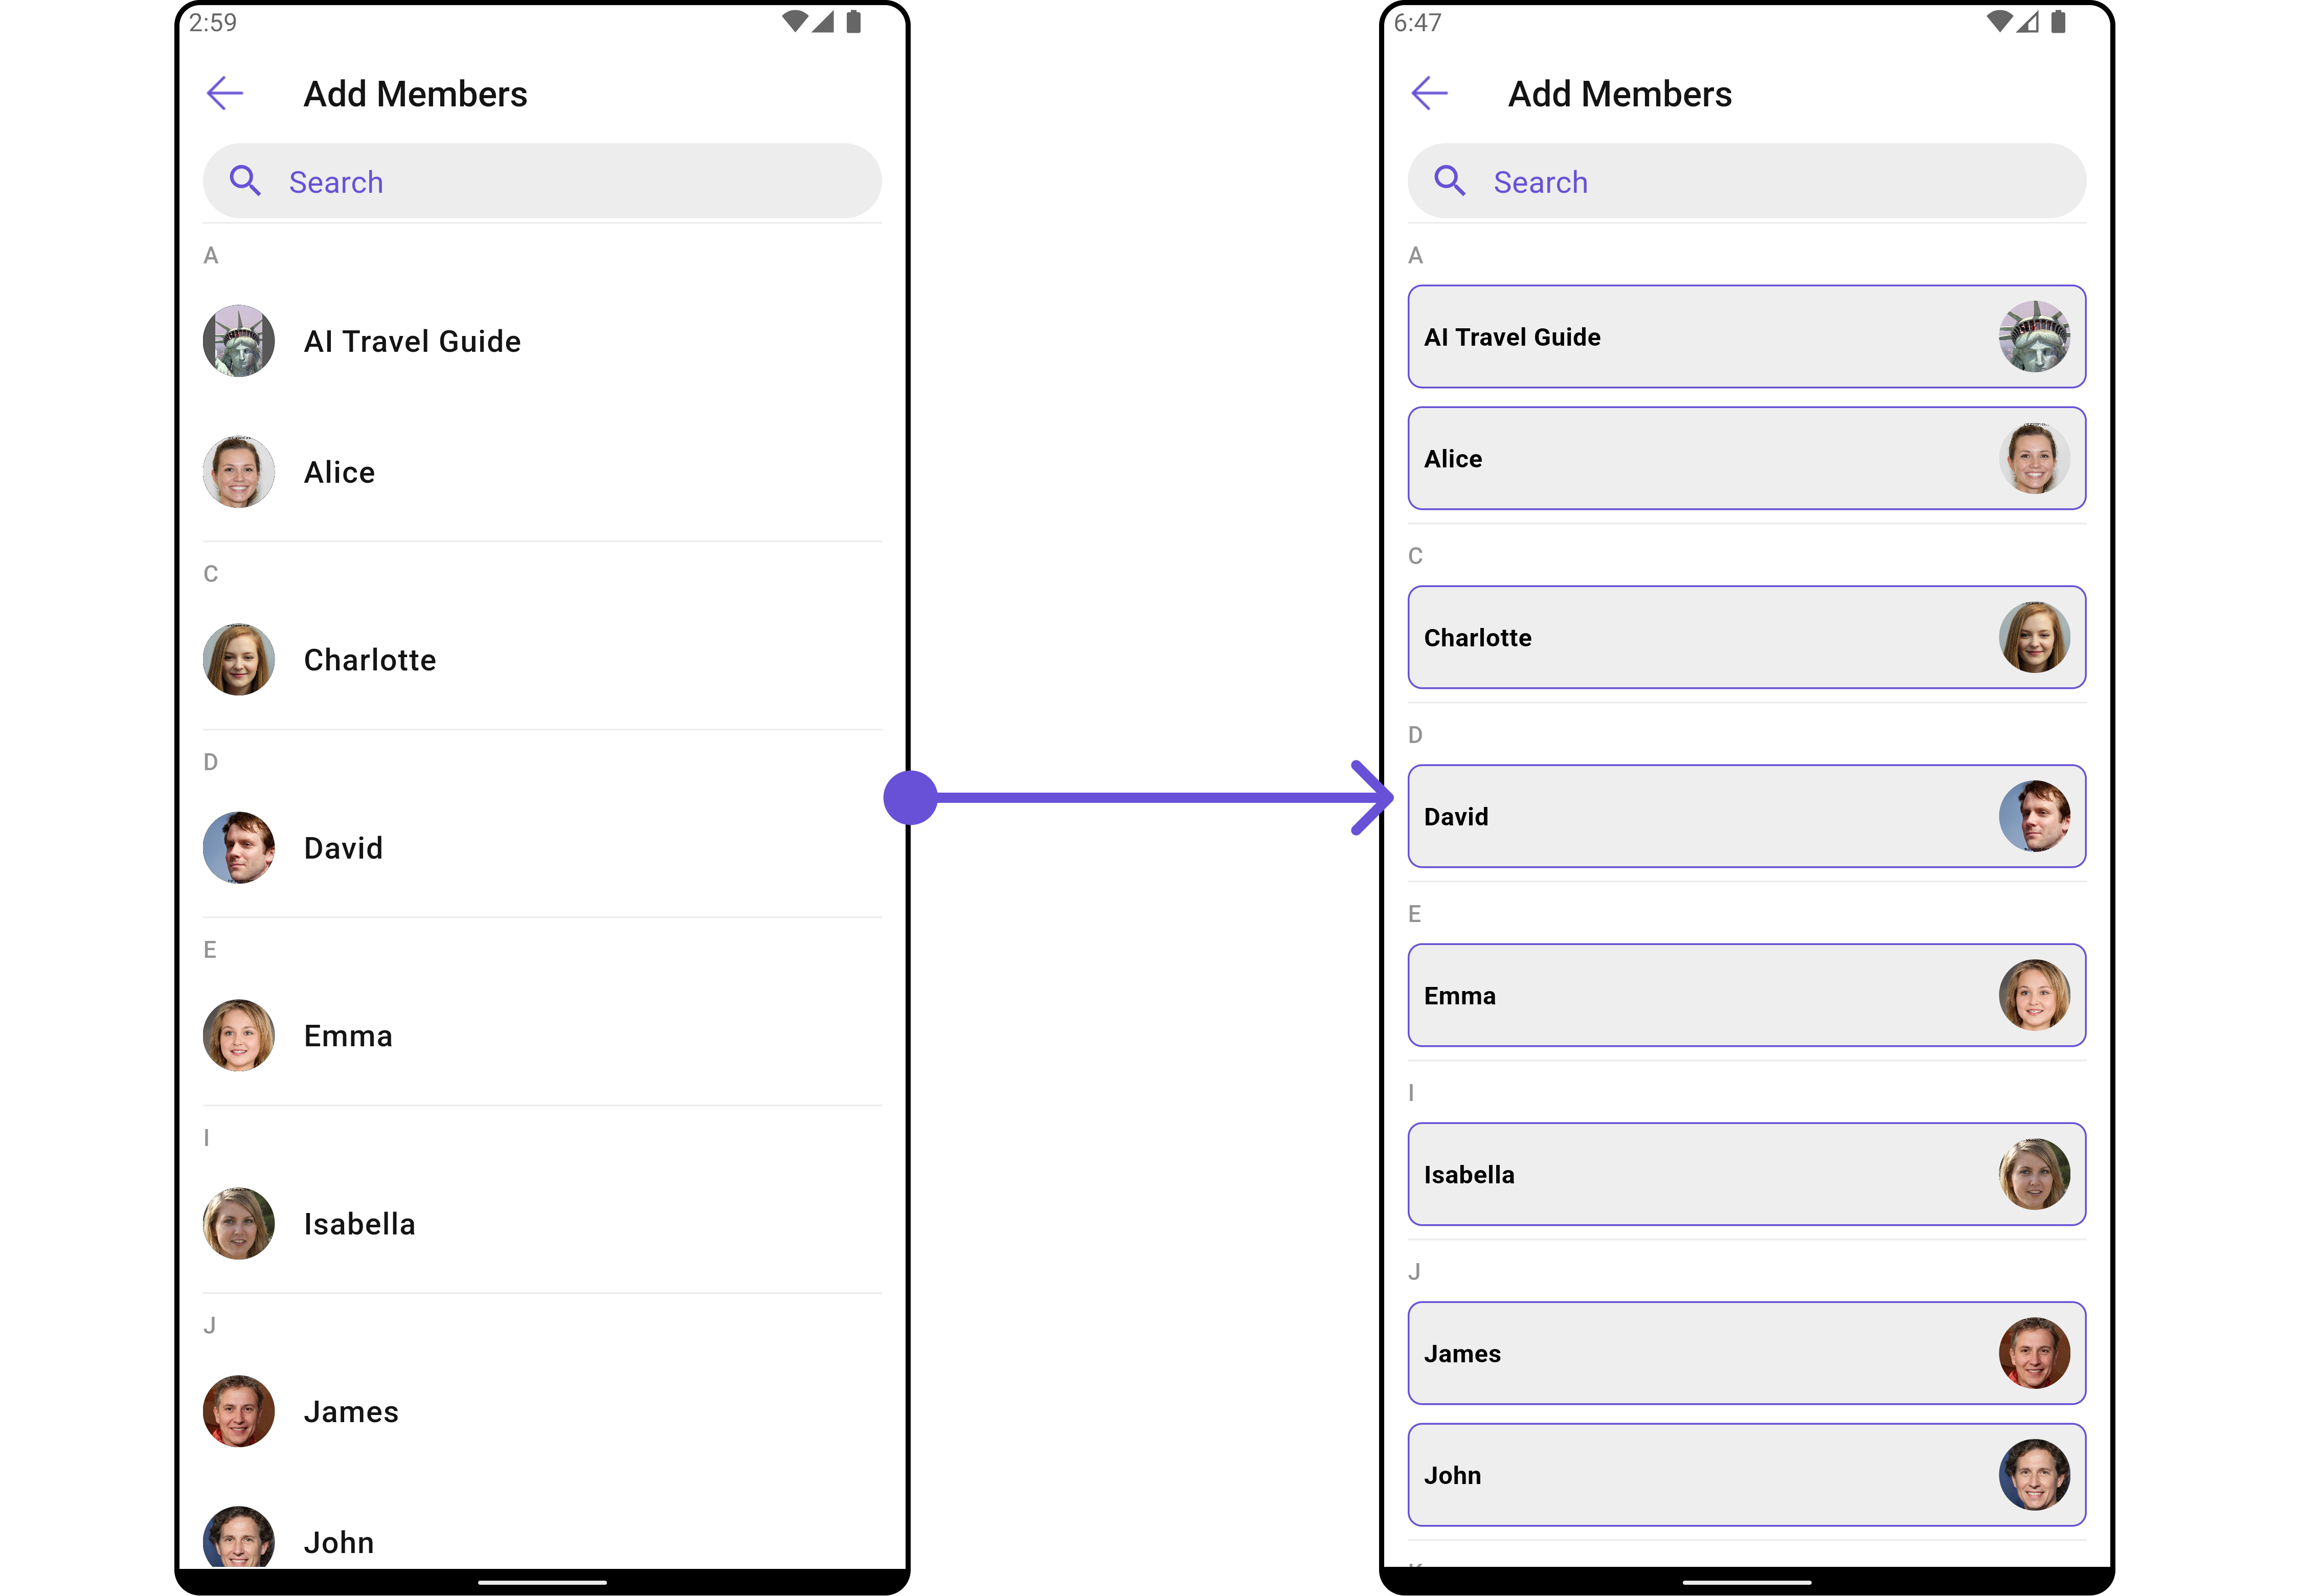 2:59
Add Members
Search
A
AI Travel Guide
Alice
C
Charlotte
D
David
E
Emma
I
Isabella
J
James
John
6:47
Add Members
Search
A
AI Travel Guide
Alice
C
Charlotte
D
David
E
Emma
I
Isabella
J
James
John